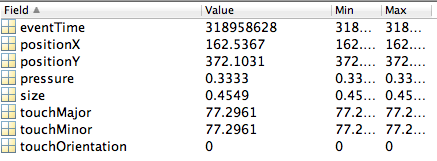 Field Value Min Max
eventTime 318958628 318... 318...
positionX 162.5367 162.... 162....
positionY 372.1031 372.... 372....
pressure 0.3333 0.33... 0.33...
size 0.4549 0.45... 0.45...
touchMajor 77.2961 77.2... 77.2...
touchMinor 77.2961 77.2... 77.2...
touchOrientation 0 0 0